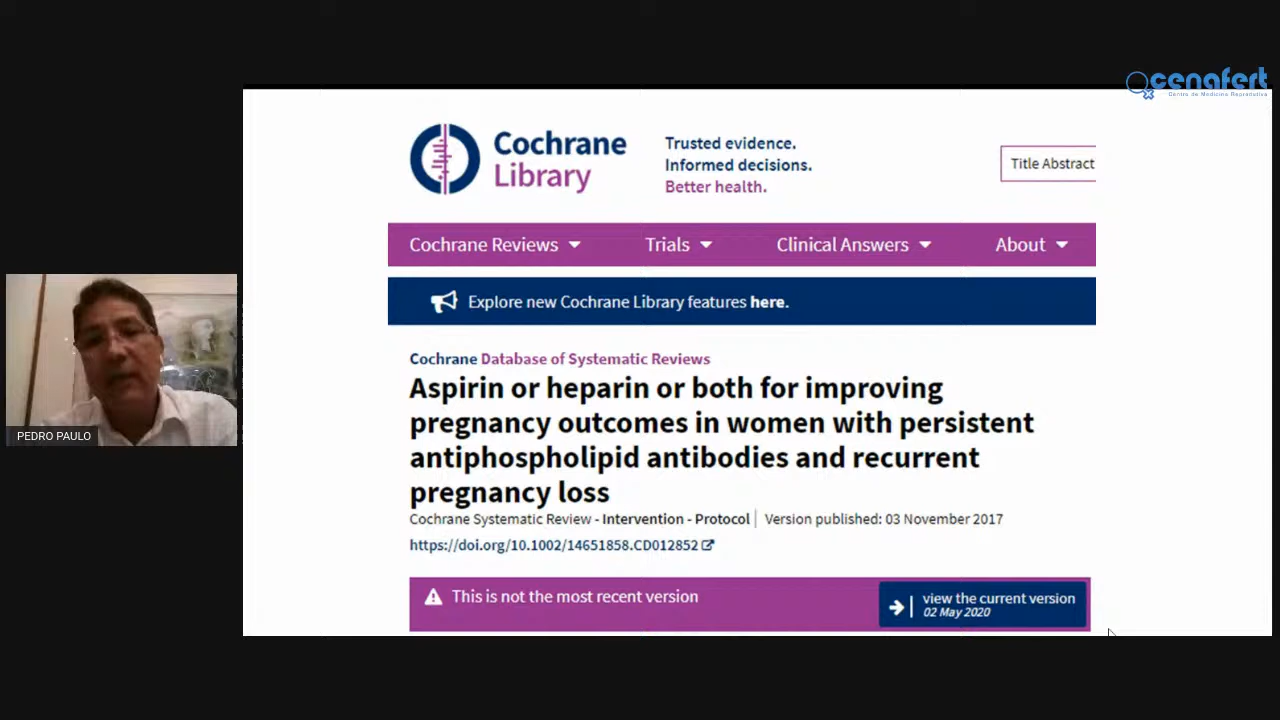 cenafert
Centro de Medicina Reprodutiva
Cochrane
Library
Trusted evidence.
Informed decisions.
Better health.
Title Abstract
Cochrane Reviews
Trials
Clinical Answers
About
Explore new Cochrane Library features here.
Cochrane Database of Systematic Reviews
Aspirin or heparin or both for improving
pregnancy outcomes in women with persistent
antiphospholipid antibodies and recurrent
pregnancy loss
Cochrane Systematic Review - Intervention - Protocol | Version published: 03 November 2017
https://doi.org/10.1002/14651858.CD012852
This is not the most recent version
view the current version
02 May 2020
PEDRO PAULO